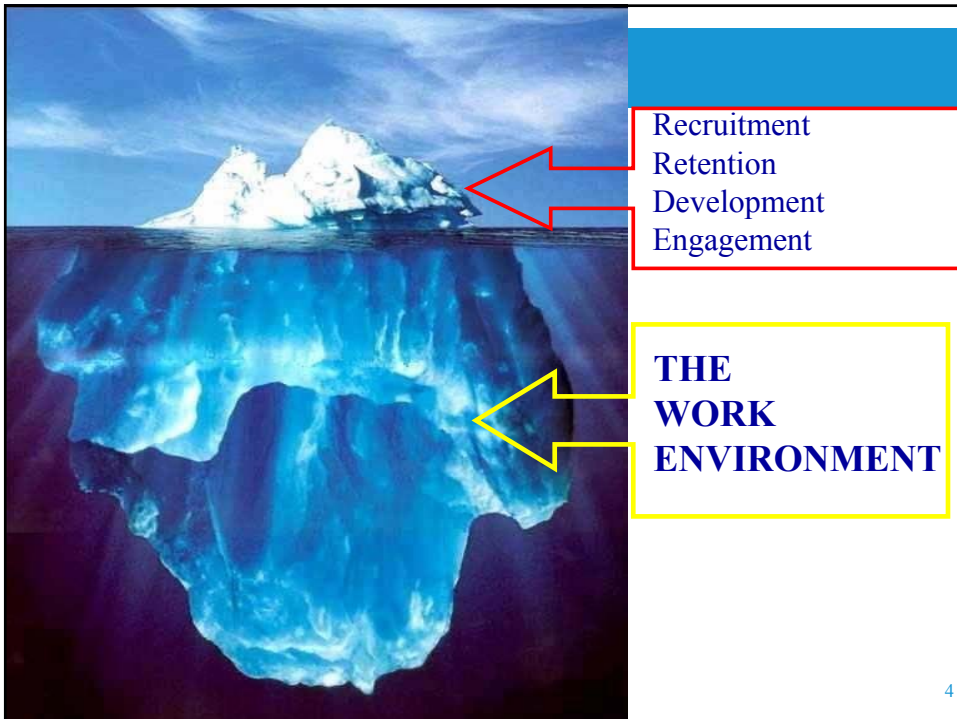 Recruitment
Retention
Development
Engagement
THE
WORK
ENVIRONMENT
4